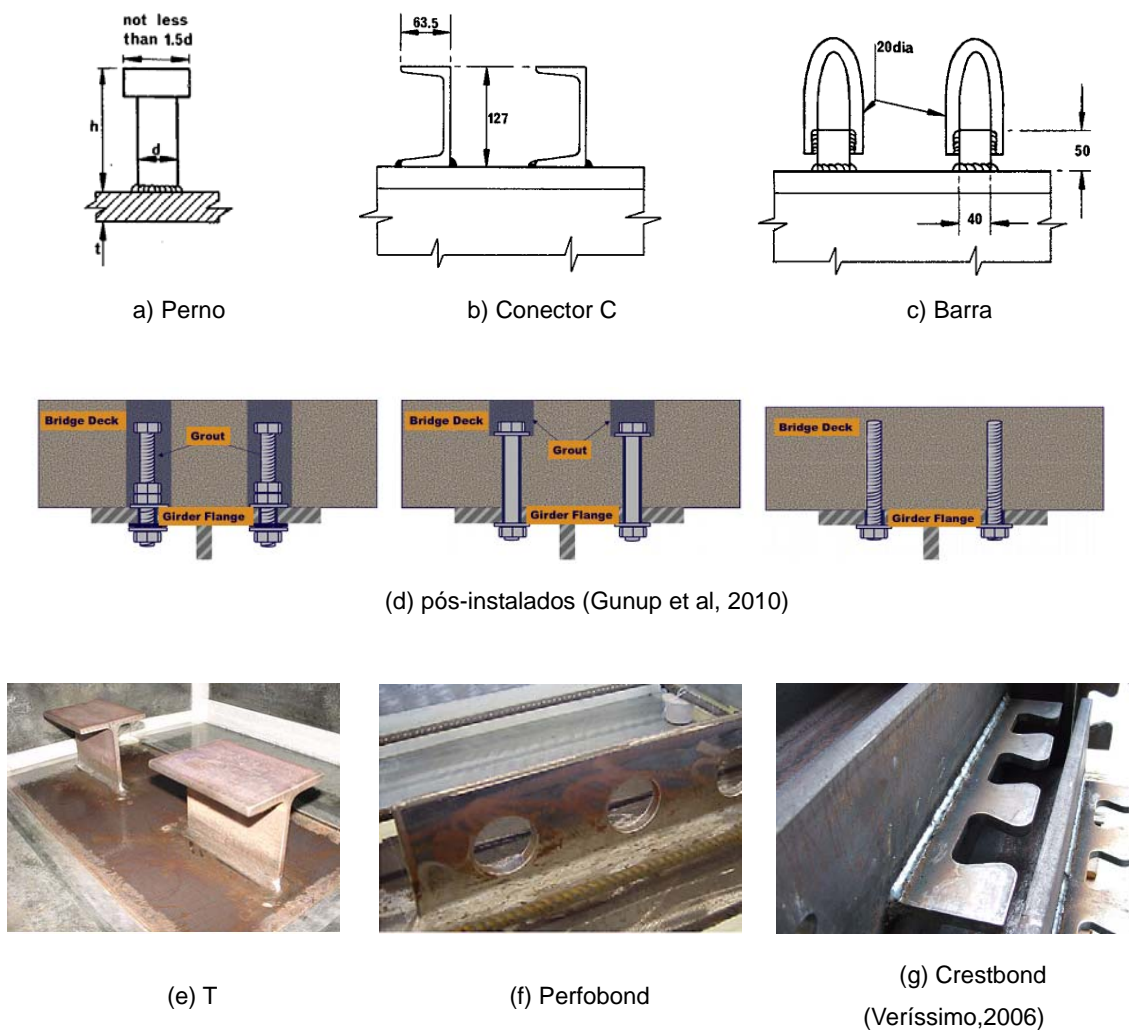 not less
than 1.5d
h
d
t
63.5
127
20dia
50
40
a) Perno
b) Conector C
c) Barra
Bridge Deck
Grout
Girder Flange
Bridge Deck
Grout
Girder Flange
Bridge Deck
Girder Flange
(d) pós-instalados (Gunup et al, 2010)
(e) T
(f) Perfobond
(g) Crestbond
(Veríssimo,2006)